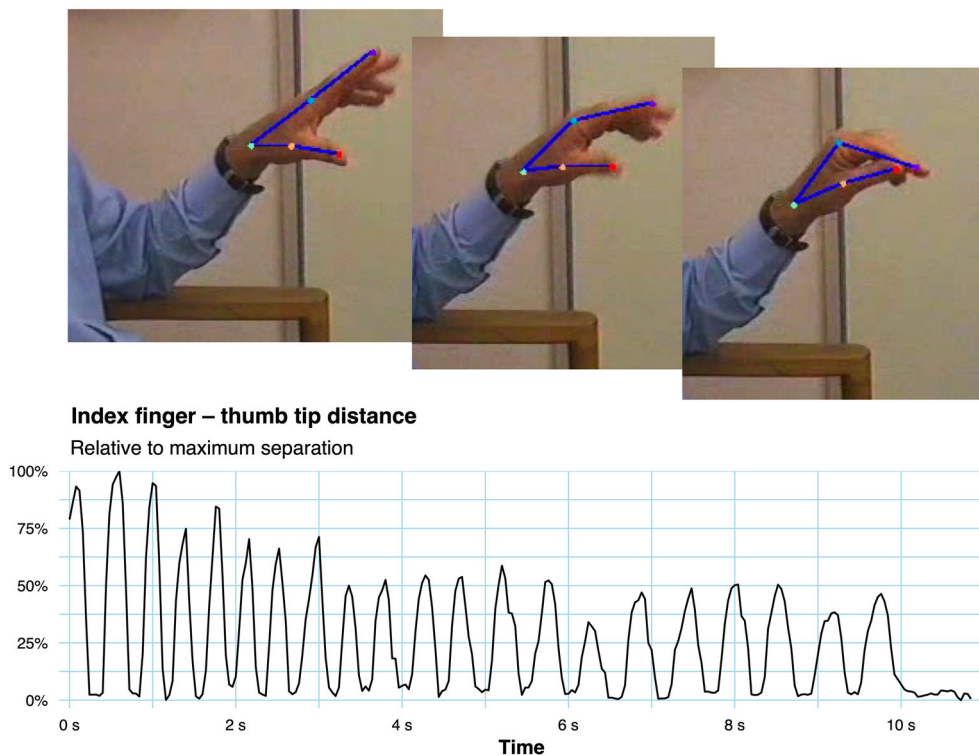 Index finger – thumb tip distance
Relative to maximum separation
100%
75%
50%
25%
0%
0 s 2 s 4 s 6 s 8 s 10 s
Time